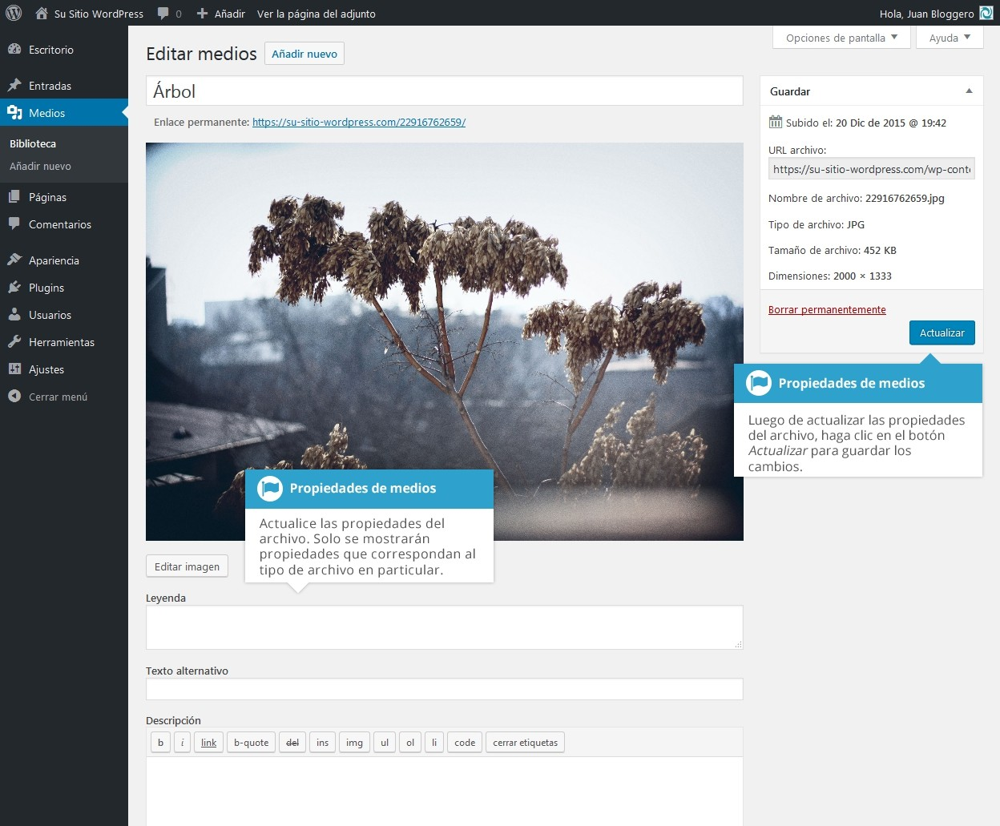 Su Sitio WordPress 0 Añadir Ver la página del adjunto Hola, Juan Bloggero
Opciones de pantalla Ayuda
Escritorio
Entradas
Medios
Biblioteca
Añadir nuevo
Páginas
Comentarios
Apariencia
Plugins
Usuarios
Herramientas
Ajustes
Cerrar menú
Editar medios Añadir nuevo
Árbol
Enlace permanente: https://su-sitio-wordpress.com/22916762659/
Guardar
Subido el: 20 Dic de 2015 @ 19:42
URL archivo:
https://su-sitio-wordpress.com/wp-conte
Nombre de archivo: 22916762659.jpg
Tipo de archivo: JPG
Tamaño de archivo: 452 KB
Dimensiones: 2000 × 1333
Borrar permanentemente
Actualizar
Propiedades de medios
Luego de actualizar las propiedades
del archivo, haga clic en el botón
Actualizar para guardar los
cambios.
Propiedades de medios
Actualice las propiedades del
archivo. Solo se mostrarán
propiedades que correspondan al
tipo de archivo en particular.
Editar imagen
Leyenda
Texto alternativo
Descripción
b i link b-quote del ins img ul ol li code cerrar etiquetas